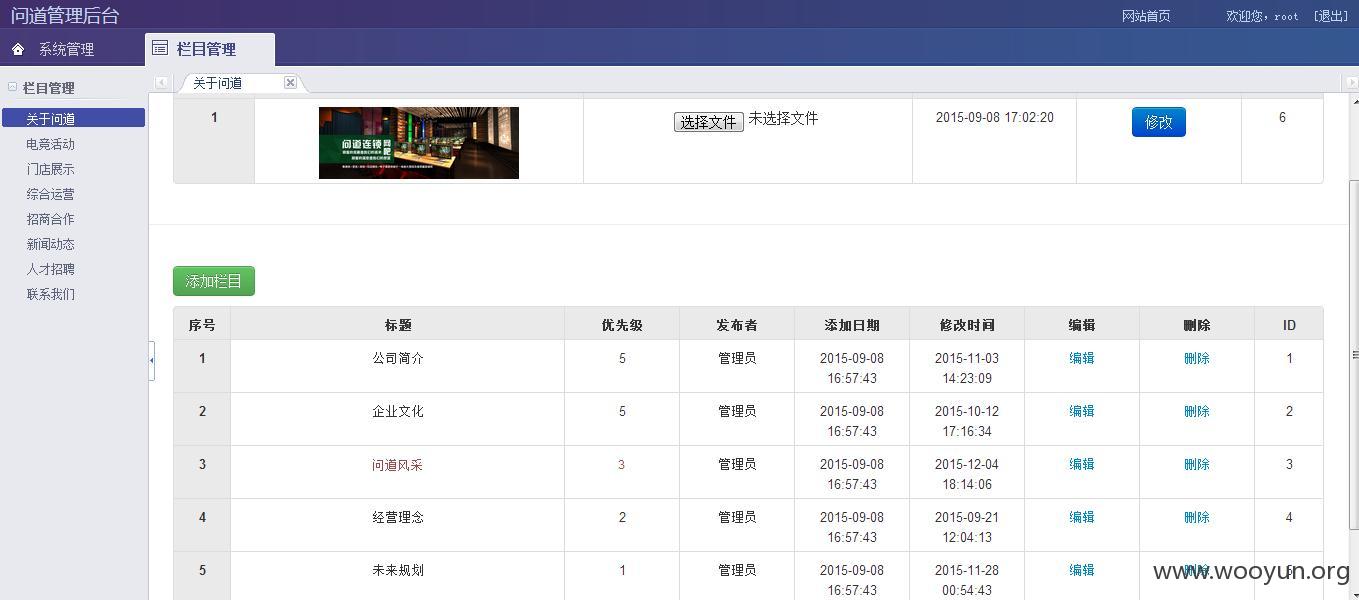 问道管理后台 网站首页 欢迎您，root [退出]
系统管理 栏目管理
栏目管理 关于问道
关于问道
电竞活动
门店展示
综合运营
招商合作
新闻动态
人才招聘
联系我们
1 选择文件 未选择文件 2015-09-08 17:02:20 修改 6
问道连锁网吧
添加栏目
序号 标题 优先级 发布者 添加日期 修改时间 编辑 删除 ID
1 公司简介 5 管理员 2015-09-08 2015-11-03 编辑 删除 1
16:57:43 14:23:09
2 企业文化 5 管理员 2015-09-08 2015-10-12 编辑 删除 2
16:57:43 17:16:34
3 问道风采 3 管理员 2015-09-08 2015-12-04 编辑 删除 3
16:57:43 18:14:06
4 经营理念 2 管理员 2015-09-08 2015-09-21 编辑 删除 4
16:57:43 12:04:13
5 未来规划 1 管理员 2015-09-08 2015-11-28 编辑 删除
16:57:43 00:54:43
www.wooyun.org